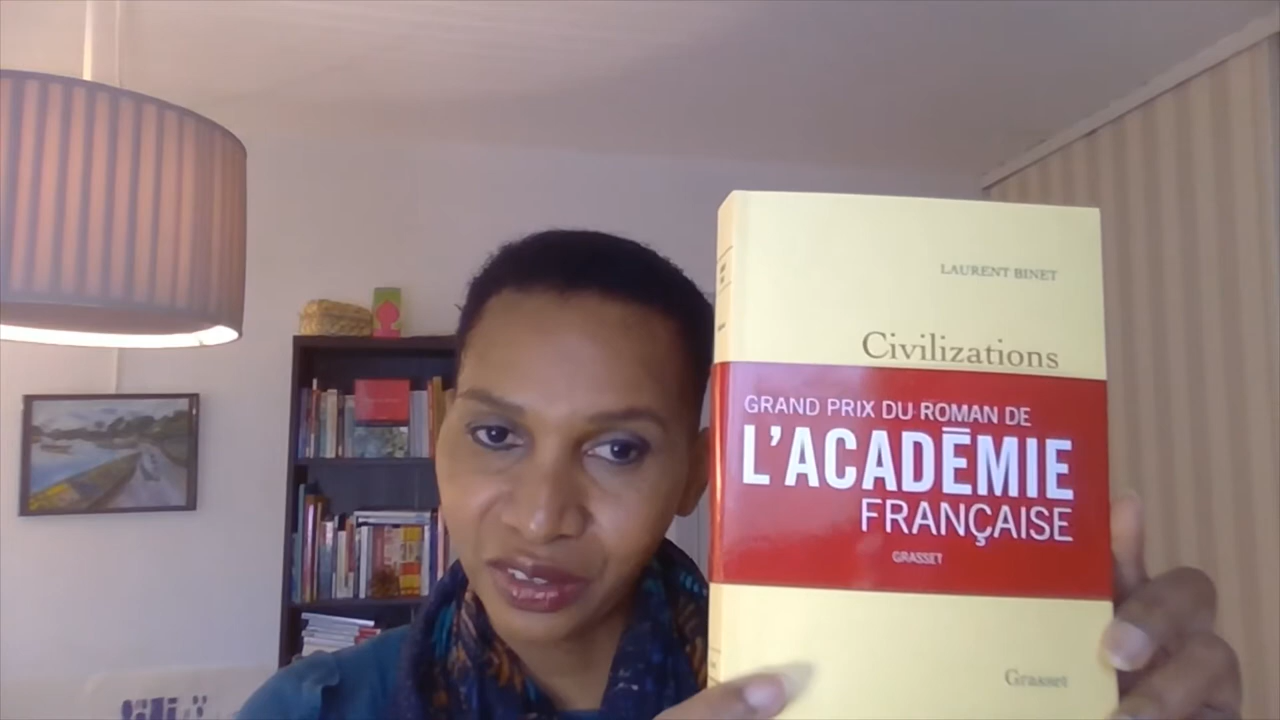 LAURENT BINET
Civilizations
GRAND PRIX DU ROMAN DE
L'ACADÉMIE
FRANÇAISE
GRASSET
Grasset